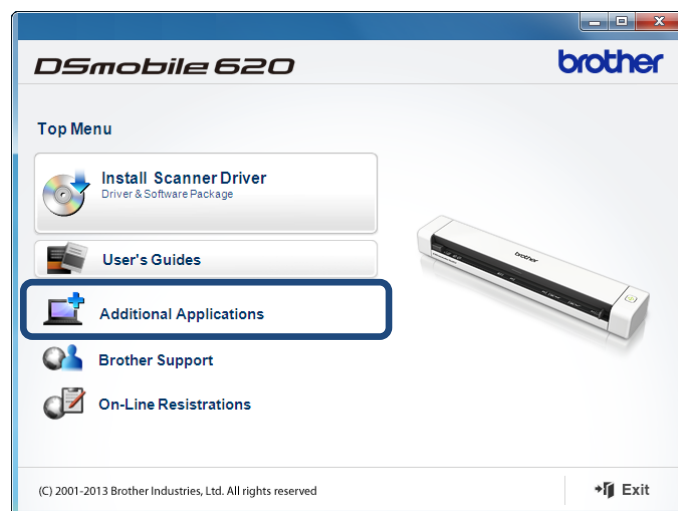 DSmobile 620
brother
Top Menu
Install Scanner Driver
Driver & Software Package
User's Guides
brother
Additional Applications
Brother Support
On-Line Resistrations
(C) 2001-2013 Brother Industries, Ltd. All rights reserved
Exit